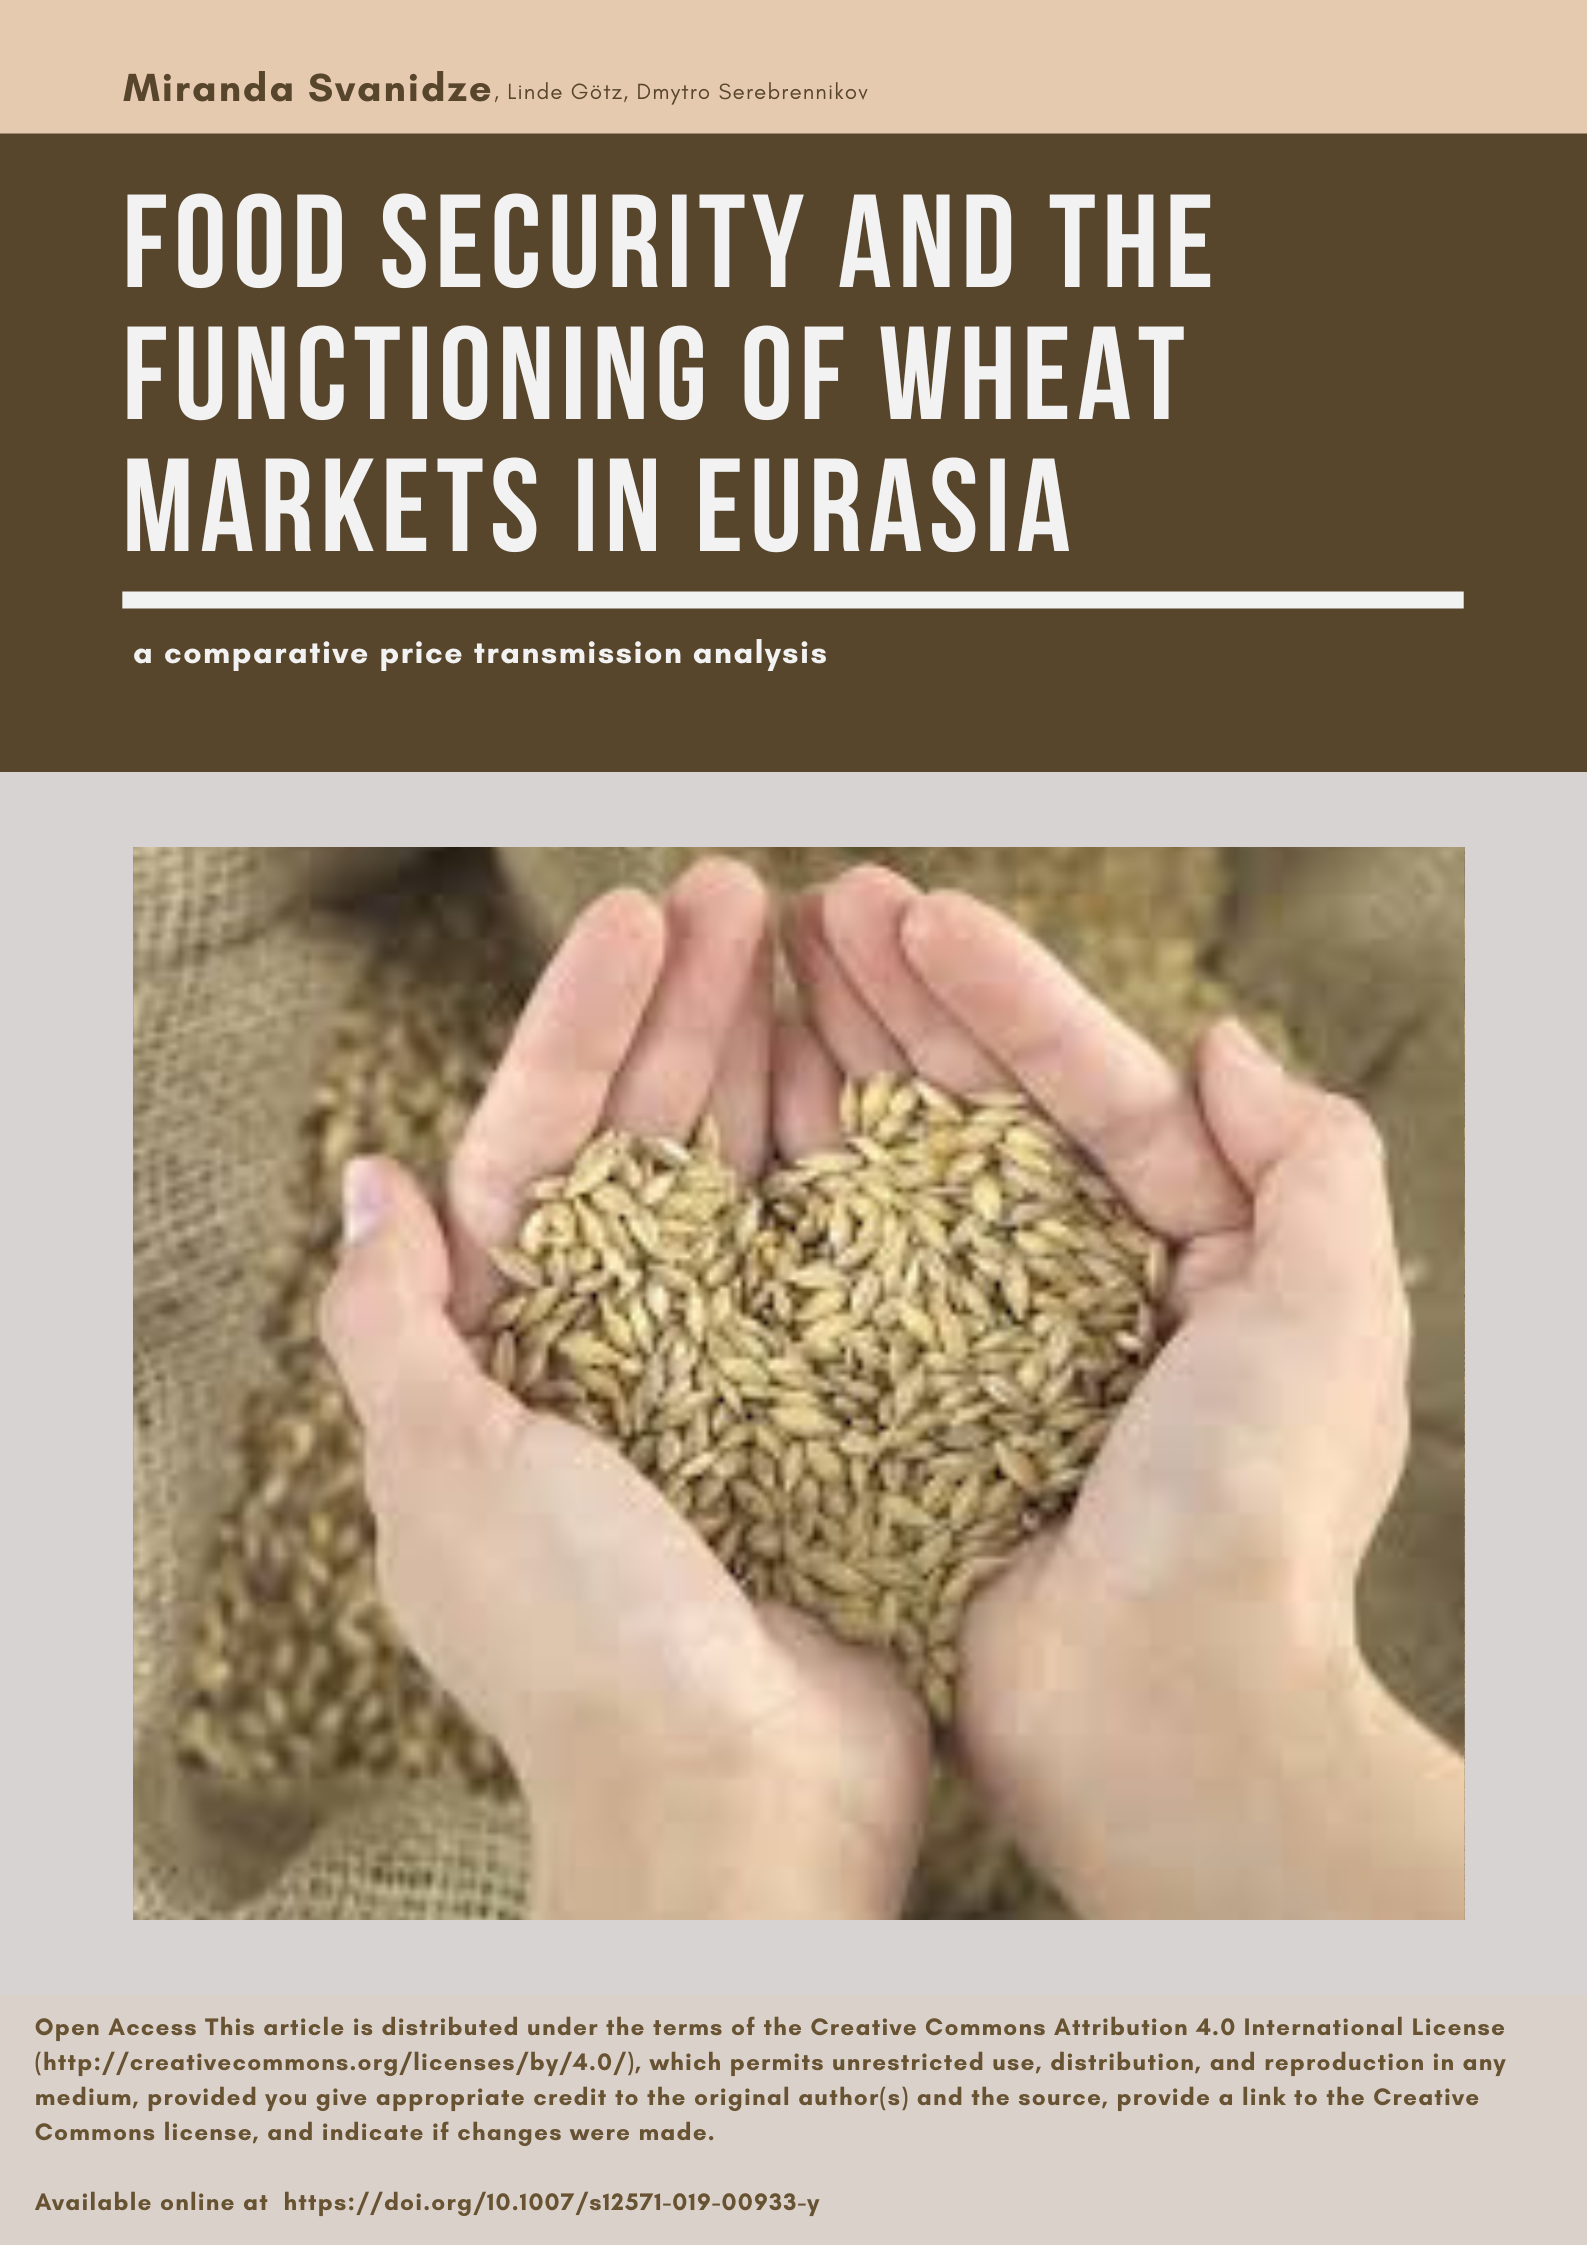 Miranda Svanidze, Linde Götz, Dmytro Serebrennikov
FOOD SECURITY AND THE
FUNCTIONING OF WHEAT
MARKETS IN EURASIA
a comparative price transmission analysis
Open Access This article is distributed under the terms of the Creative Commons Attribution 4.0 International License
(http://creativecommons.org/licenses/by/4.0/), which permits unrestricted use, distribution, and reproduction in any
medium, provided you give appropriate credit to the original author(s) and the source, provide a link to the Creative
Commons license, and indicate if changes were made.
Available online at  https://doi.org/10.1007/s12571-019-00933-y